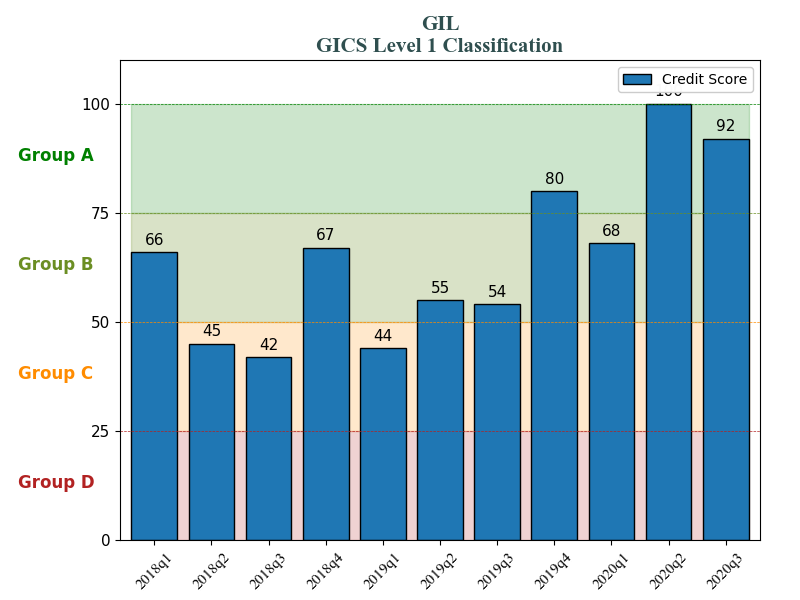 GIL
GICS Level 1 Classification
Credit Score
100
75
50
25
0
Group A
Group B
Group C
Group D
66
45
42
67
44
55
54
80
68
100
92
2018q1
2018q2
2018q3
2018q4
2019q1
2019q2
2019q3
2019q4
2020q1
2020q2
2020q3